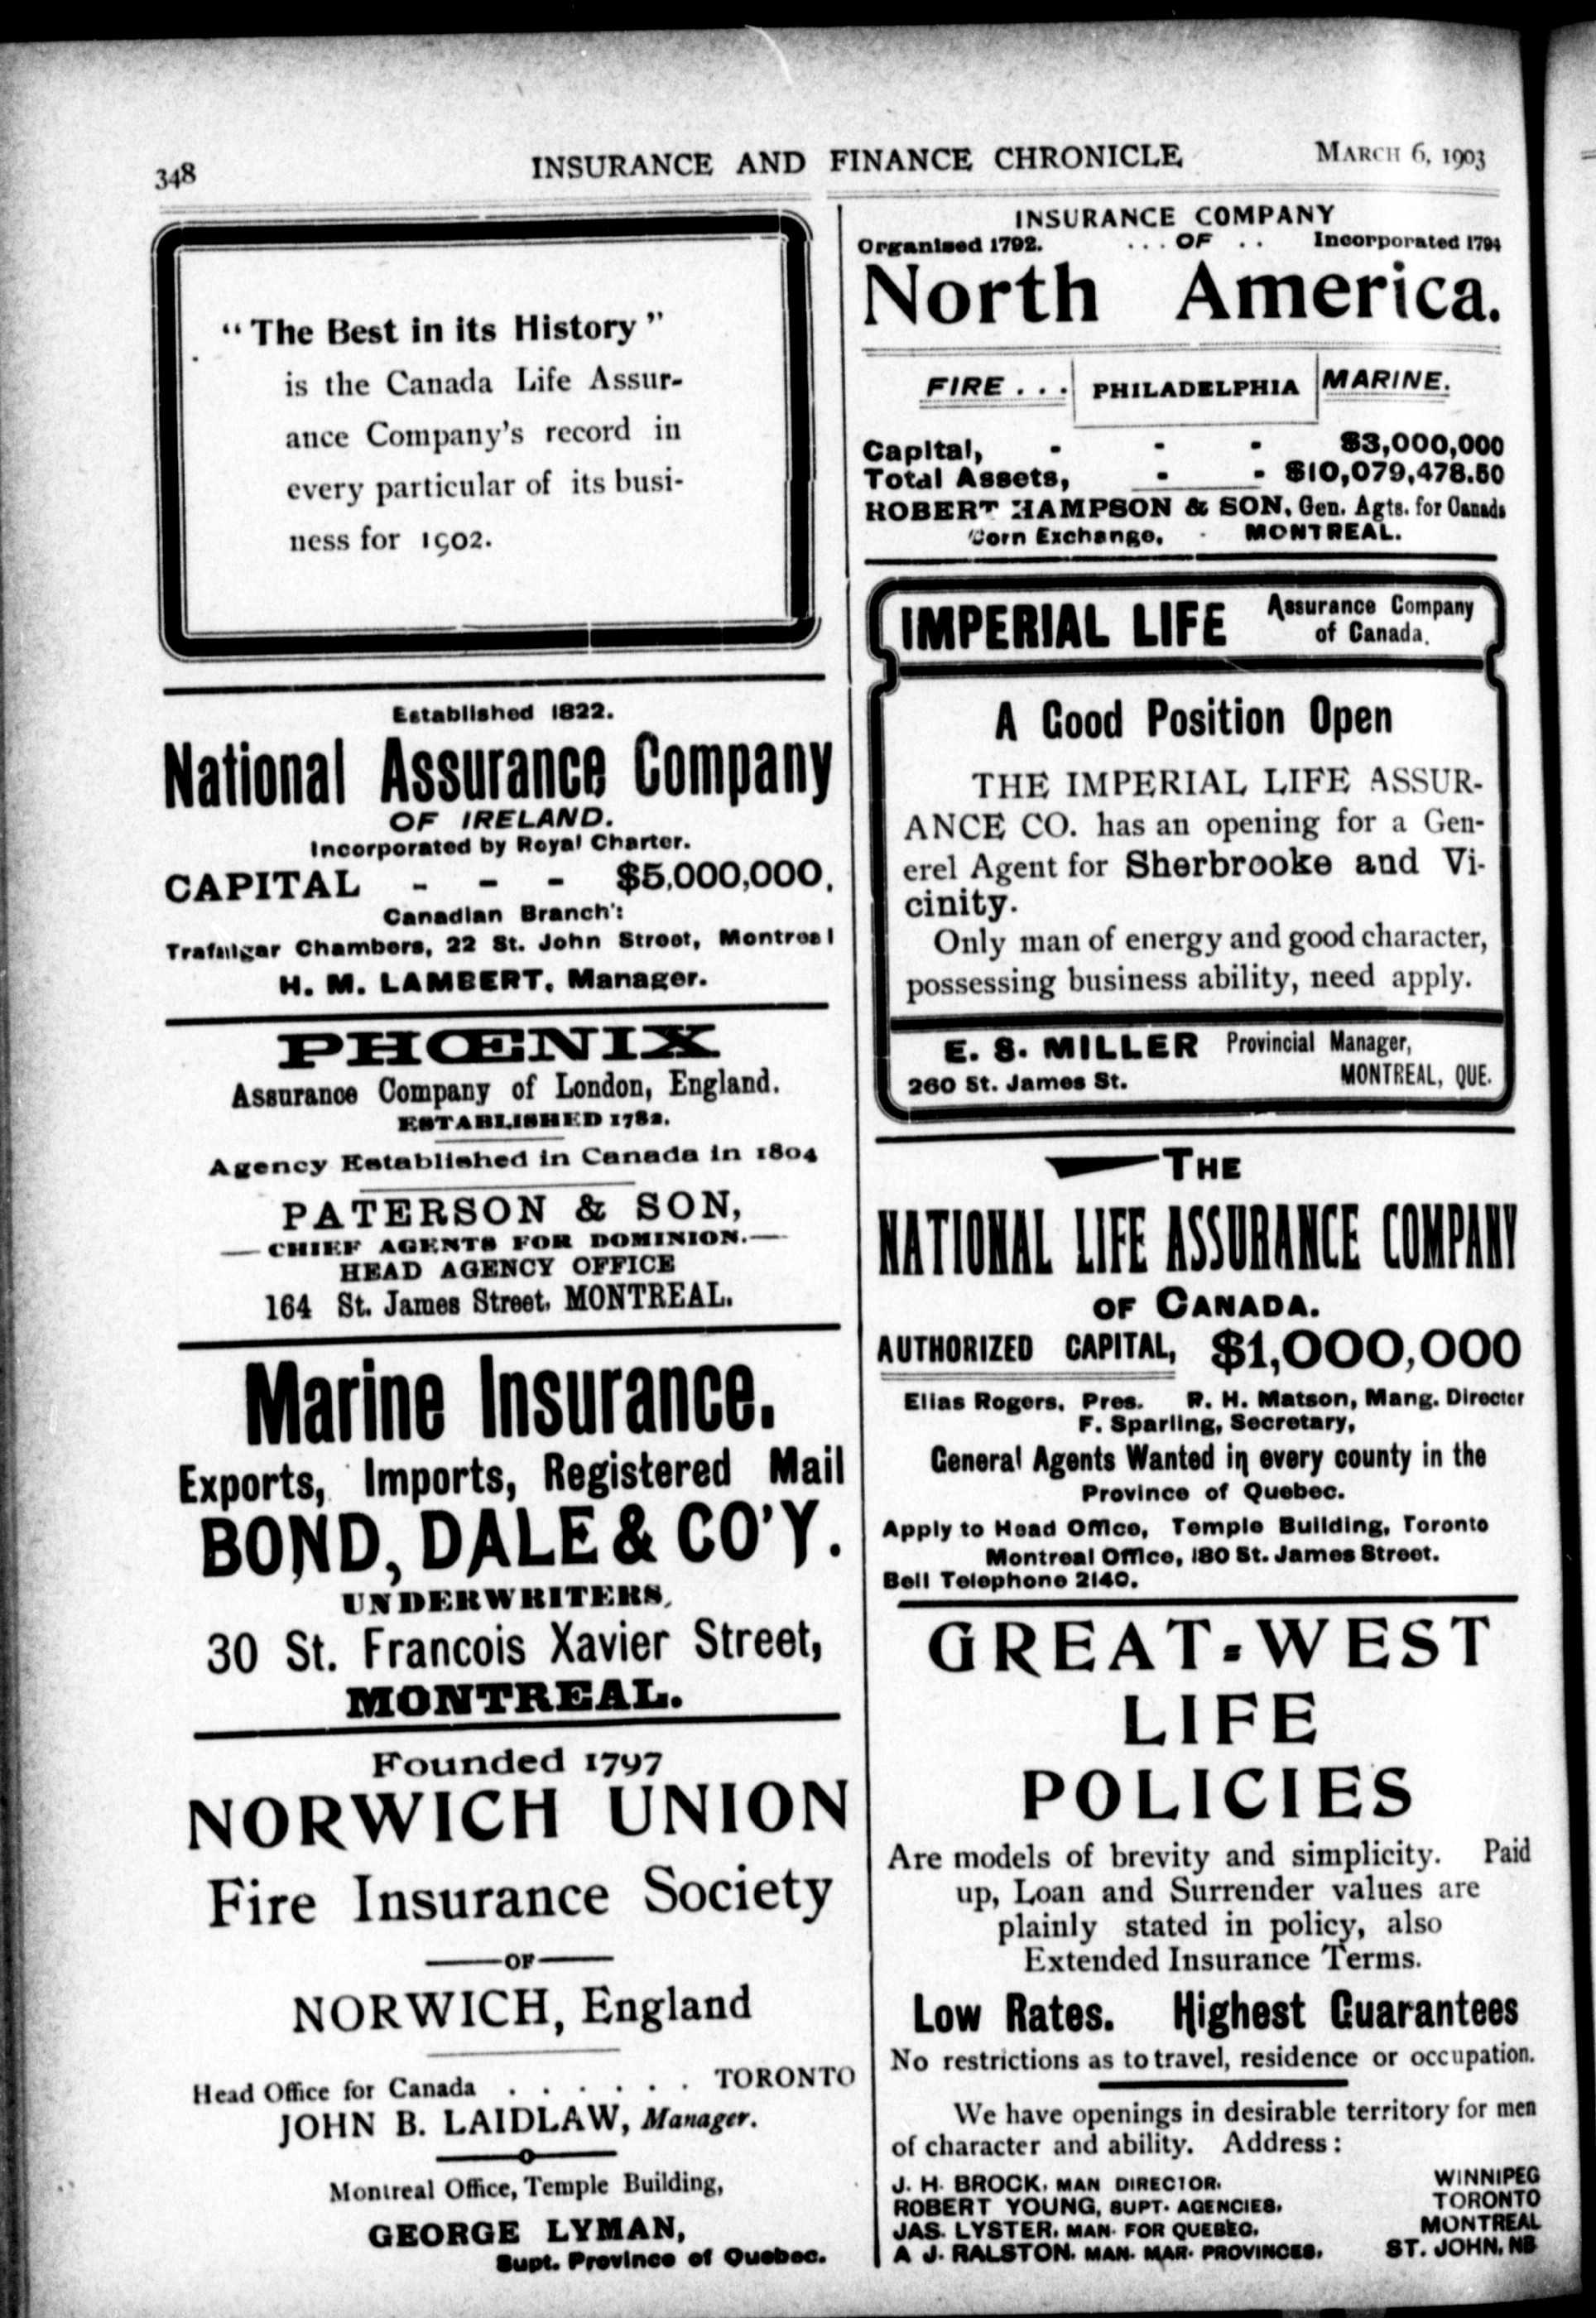 348
INSURANCE AND FINANCE CHRONICLE
MARCH 6, 1903
"The Best in its History"
is the Canada Life Assur-
ance Company's record in
every particular of its busi-
ness for 1902.
Established 1822.
National Assurance Company
OF IRELAND.
Incorporated by Royal Charter.
CAPITAL - - - $5,000,000.
Canadian Branch:
Trafalgar Chambers, 22 St. John Street, Montreal
H. M. LAMBERT, Manager.
PHŒNIX
Assurance Company of London, England.
ESTABLISHED 1782.
Agency Established in Canada in 1804
PATERSON & SON,
— CHIEF AGENTS FOR DOMINION. —
HEAD AGENCY OFFICE
164 St. James Street, MONTREAL.
Marine Insurance.
Exports, Imports, Registered Mail
BOND, DALE & CO'Y.
UNDERWRITERS,
30 St. Francois Xavier Street,
MONTREAL.
Founded 1797
NORWICH UNION
Fire Insurance Society
—OF—
NORWICH, England
Head Office for Canada . . . . . . TORONTO
JOHN B. LAIDLAW, Manager.
Montreal Office, Temple Building,
GEORGE LYMAN,
Supt. Province of Quebec.
INSURANCE COMPANY
Organised 1792. . . . OF . . Incorporated 1794
North America.
FIRE . . . PHILADELPHIA MARINE.
Capital, - - - $3,000,000
Total Assets, - - $10,079,478.50
ROBERT HAMPSON & SON, Gen. Agts. for Canada
Corn Exchange, - MONTREAL.
IMPERIAL LIFE Assurance Company
of Canada.
A Good Position Open
THE IMPERIAL LIFE ASSUR-
ANCE CO. has an opening for a Gen-
erel Agent for Sherbrooke and Vi-
cinity.
Only man of energy and good character,
possessing business ability, need apply.
E. S. MILLER Provincial Manager,
260 St. James St. MONTREAL, QUE.
THE
NATIONAL LIFE ASSURANCE COMPANY
OF CANADA.
AUTHORIZED CAPITAL, $1,000,000
Elias Rogers, Pres. R. H. Matson, Mang. Director
F. Sparling, Secretary,
General Agents Wanted in every county in the
Province of Quebec.
Apply to Head Office, Temple Building, Toronto
Montreal Office, 180 St. James Street.
Bell Telephone 2140.
GREAT-WEST
LIFE
POLICIES
Are models of brevity and simplicity. Paid
up, Loan and Surrender values are
plainly stated in policy, also
Extended Insurance Terms.
Low Rates. Highest Guarantees
No restrictions as to travel, residence or occupation.
We have openings in desirable territory for men
of character and ability. Address:
J. H. BROCK, MAN DIRECTOR. WINNIPEG
ROBERT YOUNG, SUPT. AGENCIES. TORONTO
JAS. LYSTER, MAN. FOR QUEBEC. MONTREAL
A J. RALSTON. MAN. MAR. PROVINCES. ST. JOHN, NB